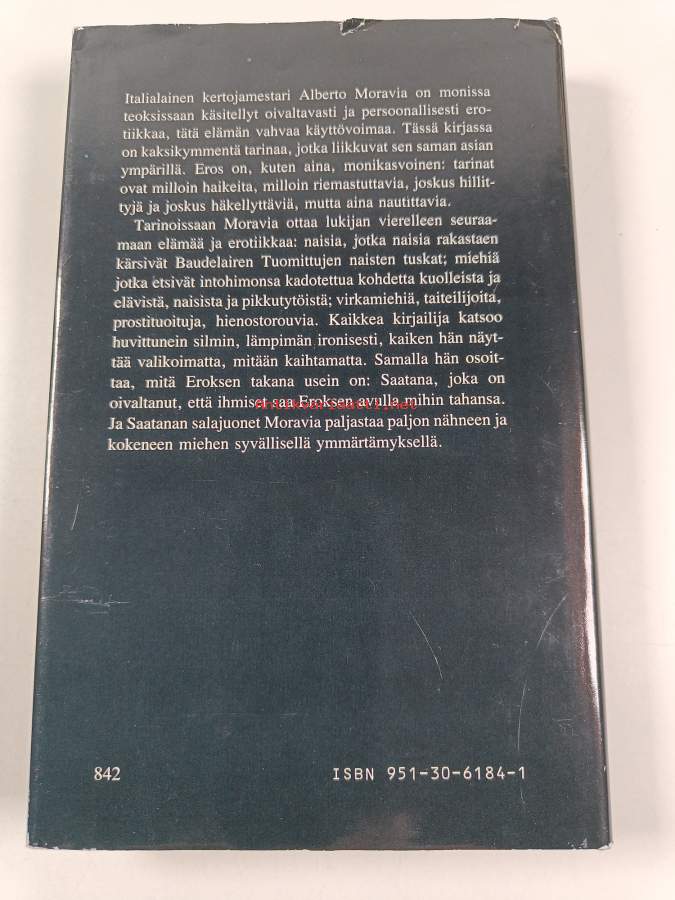 Italialainen kertojamestari Alberto Moravia on monissa
teoksissaan käsitellyt oivaltavasti ja persoonallisesti ero-
tiikkaa, tätä elämän vahvaa käyttövoimaa. Tässä kirjassa
on kaksikymmentä tarinaa, jotka liikkuvat sen saman asian
ympärillä. Eros on, kuten aina, monikasvoinen: tarinat
ovat milloin haikeita, milloin riemastuttavia, joskus hillit-
tyjä ja joskus häkellyttäviä, mutta aina nautittavia.
Tarinoissaan Moravia ottaa lukijan vierelleen seuraa-
maan elämää ja erotiikkaa: naisia, jotka naisia rakastaen
kärsivät Baudelairen Tuomittujen naisten tuskat; miehiä
jotka etsivät intohimonsa kadotettua kohdetta kuolleista ja
elävistä, naisista ja pikkutytöistä; virkamiehiä, taiteilijoita,
prostituoituja, hienostorouvia. Kaikkea kirjailija katsoo
huvittunein silmin, lämpimän ironisesti, kaiken hän näyt-
tää valikoimatta, mitään kaihtamatta. Samalla hän osoit-
taa, mitä Eroksen takana usein on: Saatana, joka on
oivaltanut, että ihmiset saa Eroksen avulla mihin tahansa.
Antikvariaatti.net
Ja Saatanan salajuonet Moravia paljastaa paljon nähneen ja
kokeneen miehen syvällisellä ymmärtämyksellä.
842
ISBN 951-30-6184-1